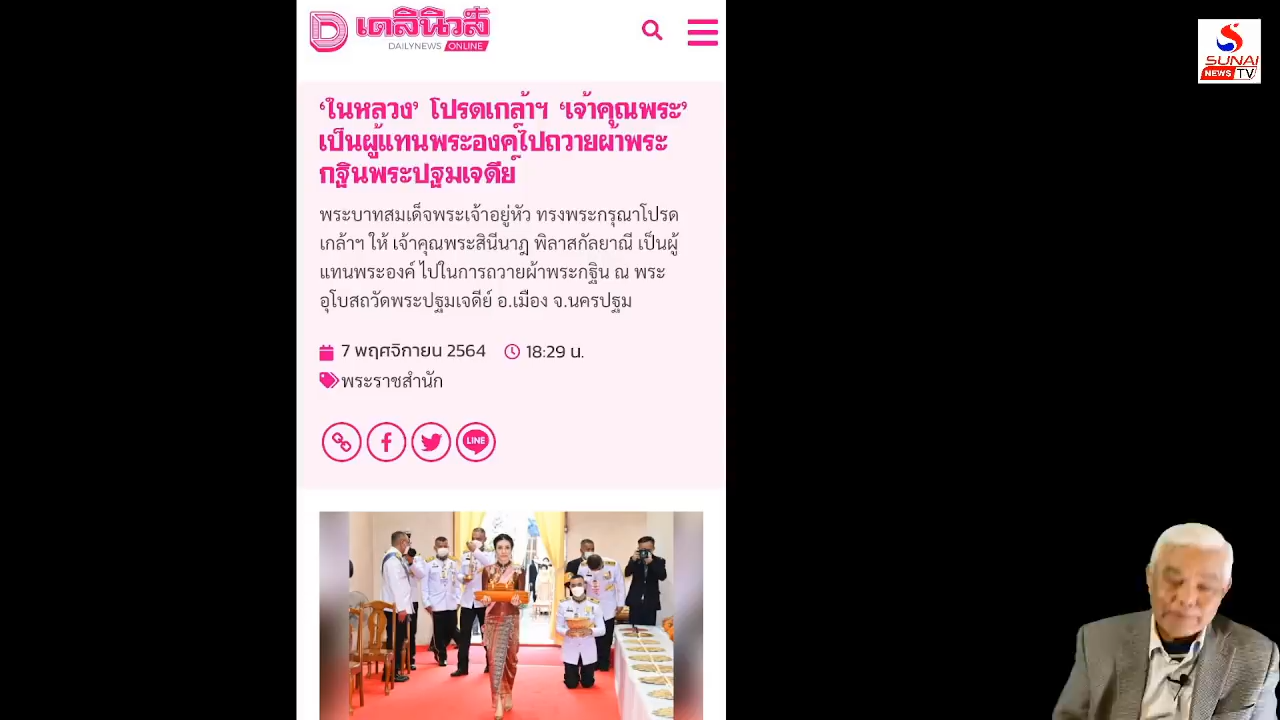 เดลินิวส์
DAILYNEWS ONLINE
SUNAI
NEWS TV
‘ในหลวง’ โปรดเกล้าฯ ‘เจ้าคุณพระ’
เป็นผู้แทนพระองค์ไปถวายผ้าพระ
กฐินพระปฐมเจดีย์
พระบาทสมเด็จพระเจ้าอยู่หัว ทรงพระกรุณาโปรด
เกล้าฯ ให้ เจ้าคุณพระสินีนาฏ พิลาสกัลยาณี เป็นผู้
แทนพระองค์ ไปในการถวายผ้าพระกฐิน ณ พระ
อุโบสถวัดพระปฐมเจดีย์ อ.เมือง จ.นครปฐม
7 พฤศจิกายน 2564 18:29 น.
พระราชสำนัก
LINE